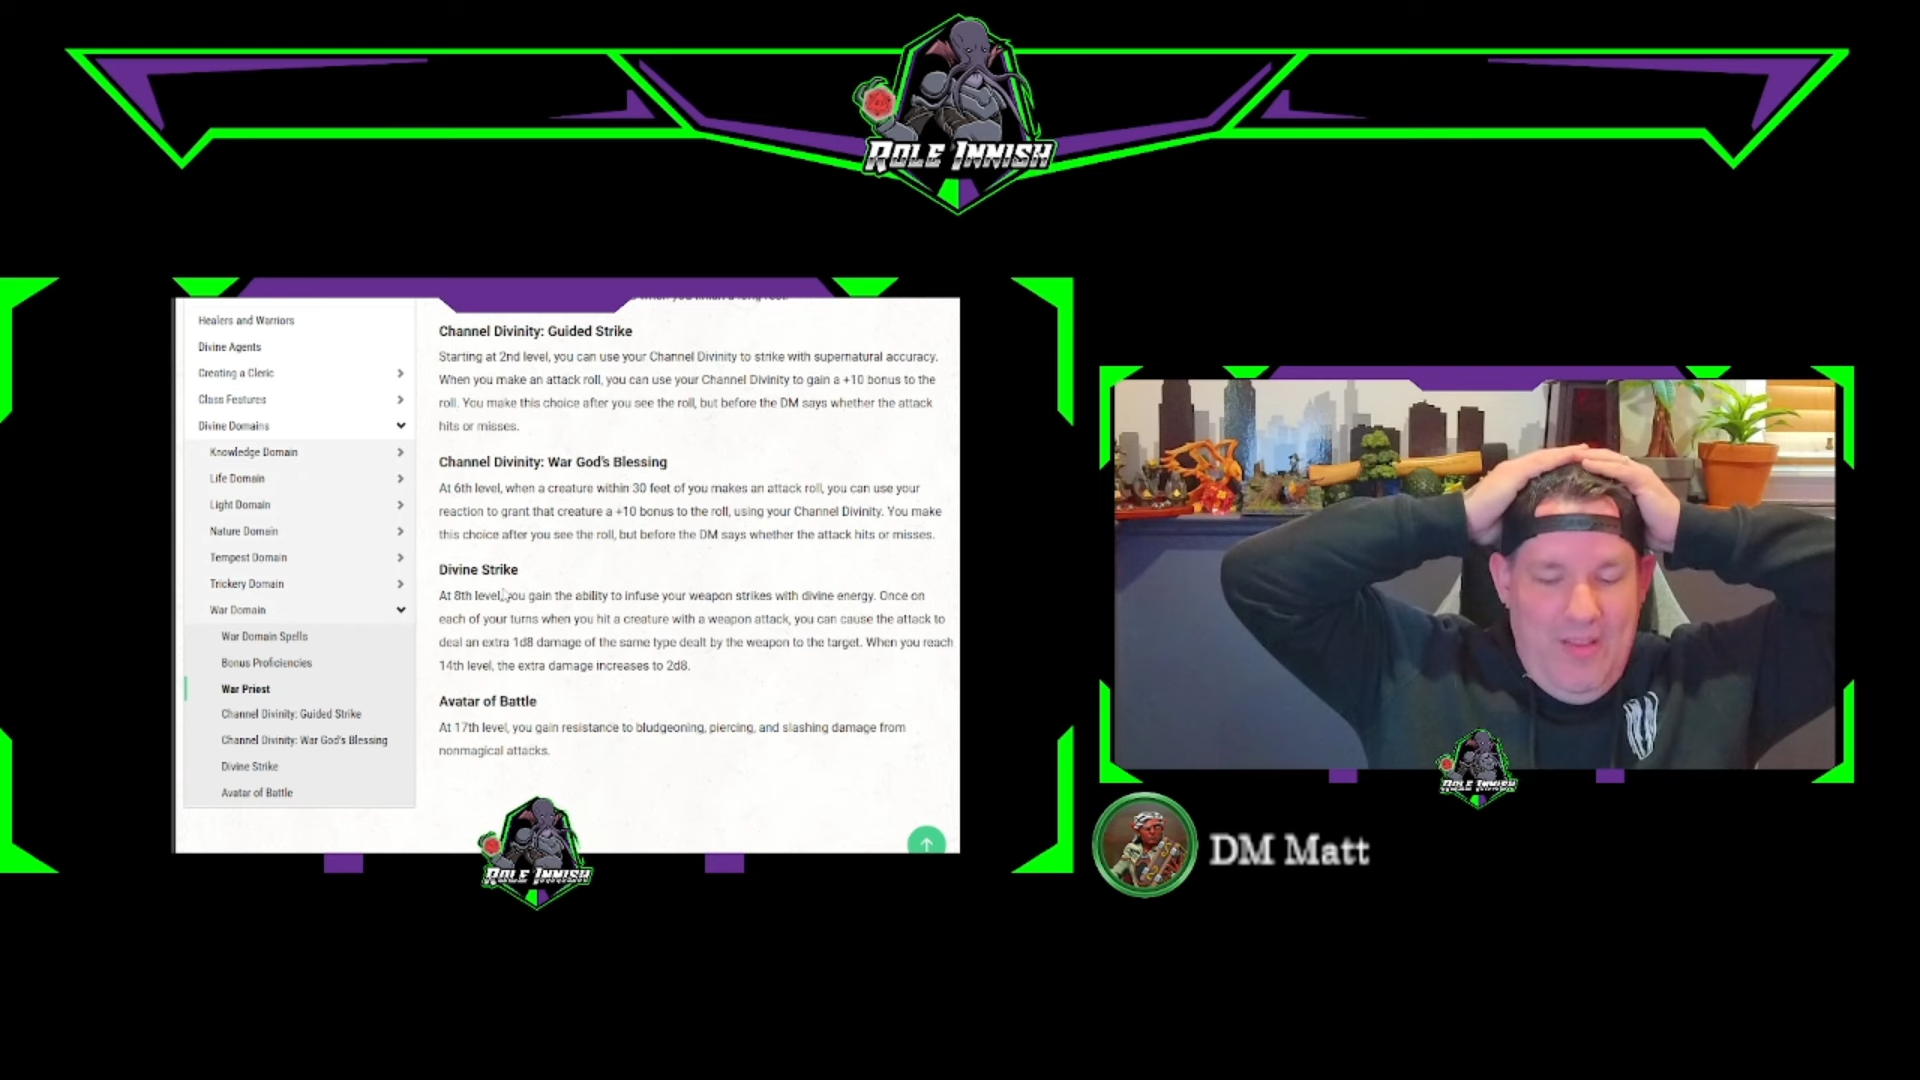 ROLE INNISH
Healers and Warriors
Divine Agents
Creating a Cleric
Class Features
Divine Domains
Knowledge Domain
Life Domain
Light Domain
Nature Domain
Tempest Domain
Trickery Domain
War Domain
War Domain Spells
Bonus Proficiencies
War Priest
Channel Divinity: Guided Strike
Channel Divinity: War God's Blessing
Divine Strike
Avatar of Battle
Channel Divinity: Guided Strike
Starting at 2nd level, you can use your Channel Divinity to strike with supernatural accuracy.
When you make an attack roll, you can use your Channel Divinity to gain a +10 bonus to the
roll. You make this choice after you see the roll, but before the DM says whether the attack
hits or misses.
Channel Divinity: War God's Blessing
At 6th level, when a creature within 30 feet of you makes an attack roll, you can use your
reaction to grant that creature a +10 bonus to the roll, using your Channel Divinity. You make
this choice after you see the roll, but before the DM says whether the attack hits or misses.
Divine Strike
At 8th level, you gain the ability to infuse your weapon strikes with divine energy. Once on
each of your turns when you hit a creature with a weapon attack, you can cause the attack to
deal an extra 1d8 damage of the same type dealt by the weapon to the target. When you reach
14th level, the extra damage increases to 2d8.
Avatar of Battle
At 17th level, you gain resistance to bludgeoning, piercing, and slashing damage from
nonmagical attacks.
ROLE INNISH
ROLE INNISH
DM Matt